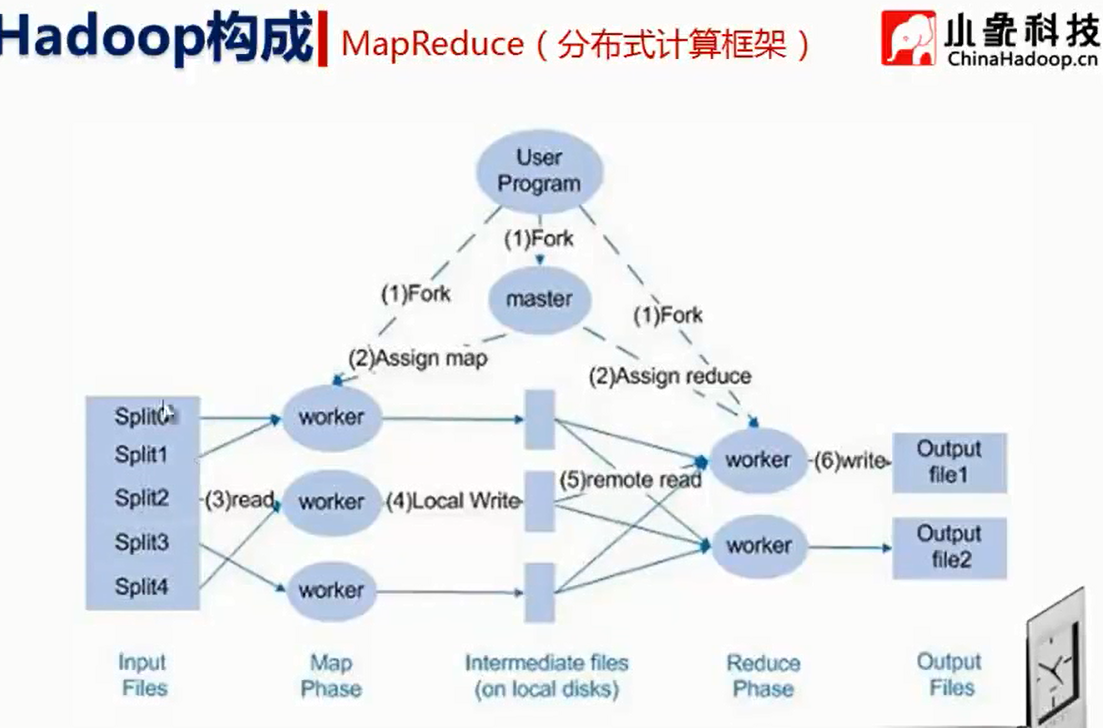 Hadoop构成
MapReduce（分布式计算框架）
小象科技
ChinaHadoop.cn
User
Program
(1)Fork
(1)Fork
master
(1)Fork
(2)Assign map
(2)Assign reduce
Split0
worker
Split1
Split2
(3)read
worker
(4)Local Write
(5)remote read
worker
(6)write
Output
file1
Split3
worker
Output
file2
Split4
worker
Input
Files
Map
Phase
Intermediate files
(on local disks)
Reduce
Phase
Output
Files